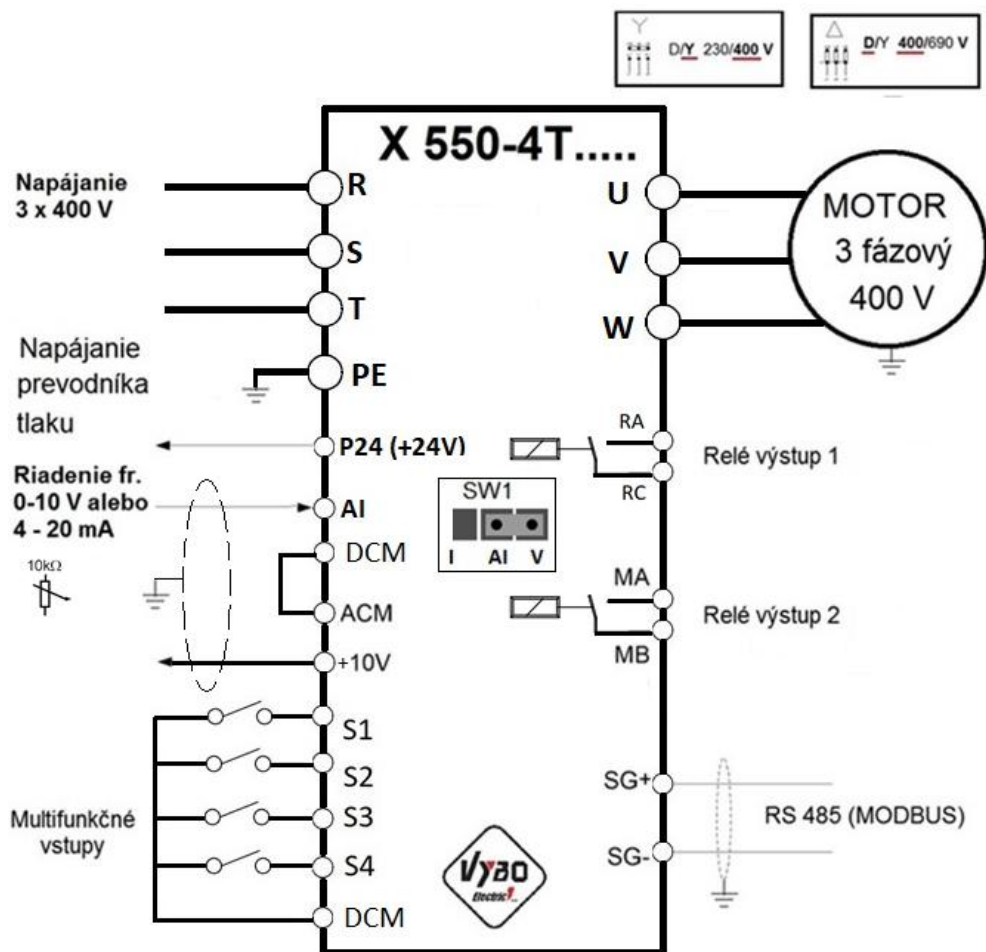 D/Y 230/400 V
D/Y 400/690 V
X 550-4T.....
Napájanie
3 x 400 V
R
S
T
PE
U
V
W
MOTOR
3 fázový
400 V
Napájanie
prevodníka
tlaku
P24 (+24V)
Riadenie fr.
0-10 V alebo
4 - 20 mA
AI
10kΩ
DCM
ACM
+10V
SW1
I AI V
RA
RC
Relé výstup 1
MA
MB
Relé výstup 2
Multifunkčné
vstupy
S1
S2
S3
S4
DCM
SG+
SG-
RS 485 (MODBUS)
VYBO
Electric